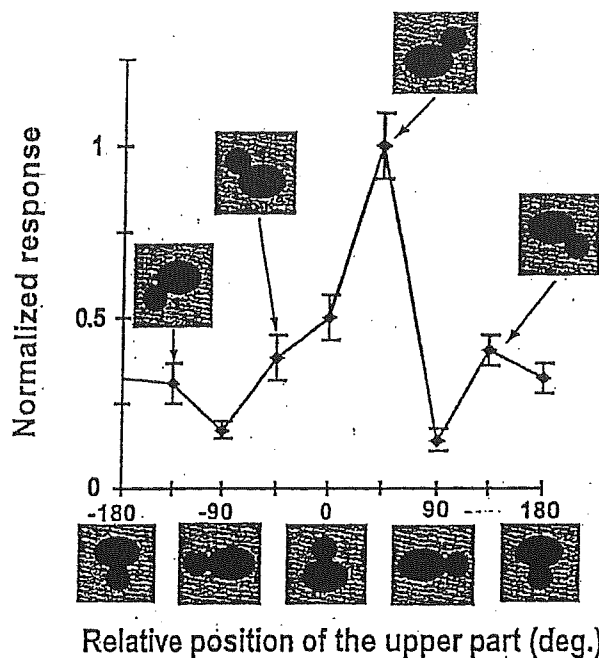 Normalized response
1
0.5
0
-180 -90 0 90 180
Relative position of the upper part (deg.)